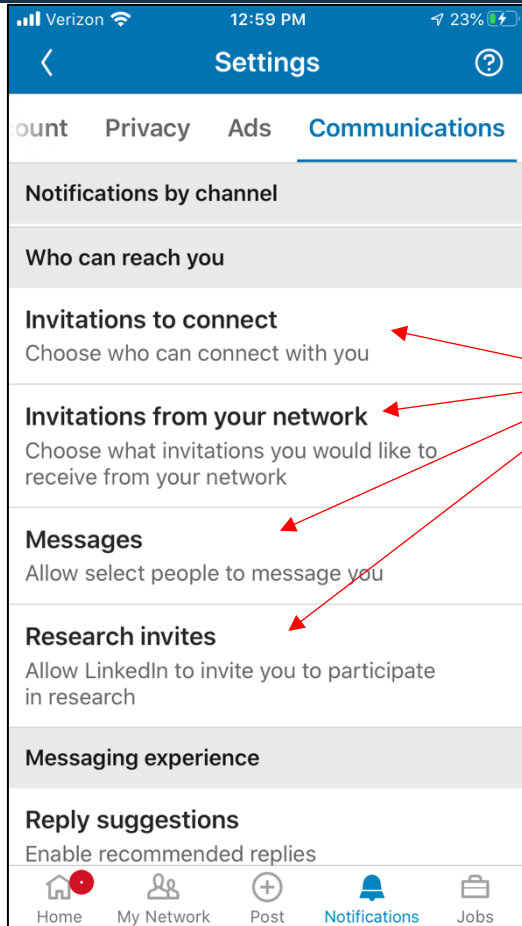 Verizon 12:59 PM 23%
Settings
ount Privacy Ads Communications
Notifications by channel
Who can reach you
Invitations to connect
Choose who can connect with you
Invitations from your network
Choose what invitations you would like to
receive from your network
Messages
Allow select people to message you
Research invites
Allow LinkedIn to invite you to participate
in research
Messaging experience
Reply suggestions
Enable recommended replies
Home My Network Post Notifications Jobs